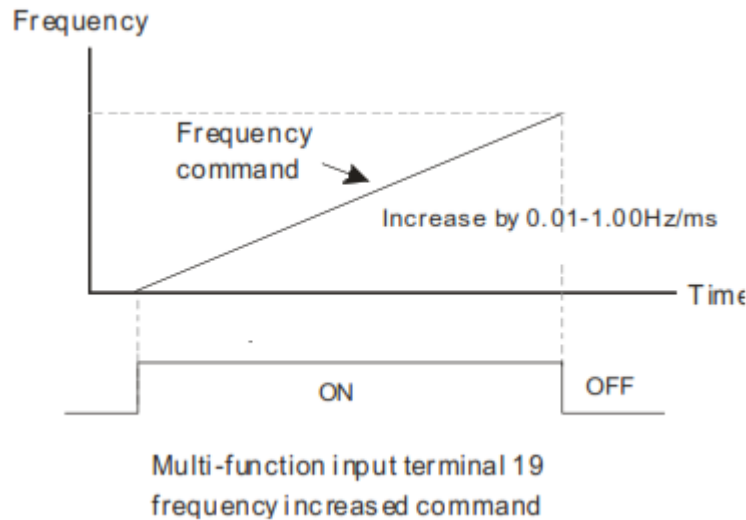 Frequency
Frequency
command
Increase by 0.01-1.00Hz/ms
Time
ON
OFF
Multi-function input terminal 19
frequency increased command